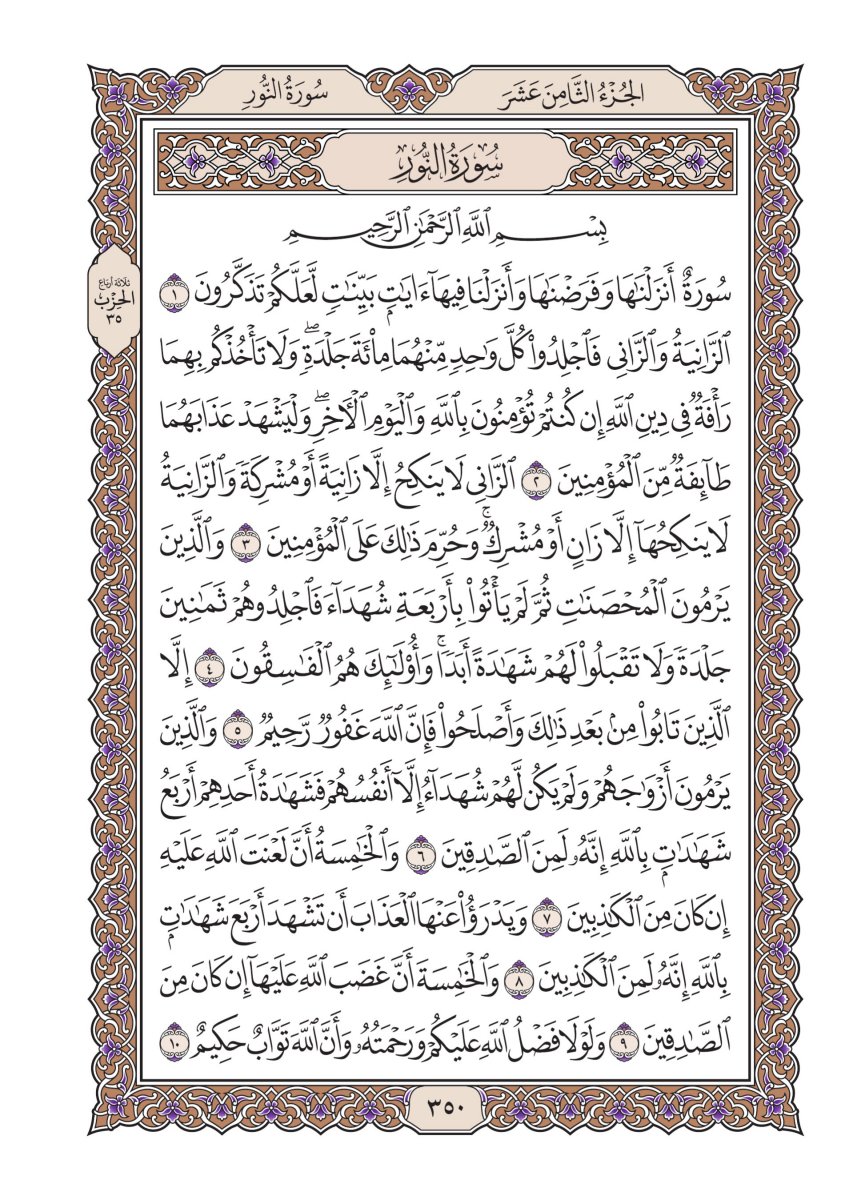 الجُزْءُ الثَّامِنَ عَشَرَ
سُورَةُ النُّورِ
سُورَةُ النُّورِ
بِسْمِ ٱللَّهِ ٱلرَّحْمَٰنِ ٱلرَّحِيمِ
سُورَةٌ أَنزَلْنَٰهَا وَفَرَضْنَٰهَا وَأَنزَلْنَا فِيهَآ ءَايَٰتٍۭ بَيِّنَٰتٍ لَّعَلَّكُمْ تَذَكَّرُونَ ١
ٱلزَّانِيَةُ وَٱلزَّانِى فَٱجْلِدُوا۟ كُلَّ وَٰحِدٍ مِّنْهُمَا مِا۟ئَةَ جَلْدَةٍ ۖ وَلَا تَأْخُذْكُم بِهِمَا
رَأْفَةٌ فِى دِينِ ٱللَّهِ إِن كُنتُمْ تُؤْمِنُونَ بِٱللَّهِ وَٱلْيَوْمِ ٱلْـَٔاخِرِ ۖ وَلْيَشْهَدْ عَذَابَهُمَا
طَآئِفَةٌ مِّنَ ٱلْمُؤْمِنِينَ ٢ ٱلزَّانِى لَا يَنكِحُ إِلَّا زَانِيَةً أَوْ مُشْرِكَةً وَٱلزَّانِيَةُ
لَا يَنكِحُهَآ إِلَّا زَانٍ أَوْ مُشْرِكٌ ۚ وَحُرِّمَ ذَٰلِكَ عَلَى ٱلْمُؤْمِنِينَ ٣ وَٱلَّذِينَ
يَرْمُونَ ٱلْمُحْصَنَٰتِ ثُمَّ لَمْ يَأْتُوا۟ بِأَرْبَعَةِ شُهَدَآءَ فَٱجْلِدُوهُمْ ثَمَٰنِينَ
جَلْدَةً وَلَا تَقْبَلُوا۟ لَهُمْ شَهَٰدَةً أَبَدًا ۚ وَأُو۟لَٰٓئِكَ هُمُ ٱلْفَٰسِقُونَ ٤ إِلَّا
ٱلَّذِينَ تَابُوا۟ مِنۢ بَعْدِ ذَٰلِكَ وَأَصْلَحُوا۟ فَإِنَّ ٱللَّهَ غَفُورٌ رَّحِيمٌ ٥ وَٱلَّذِينَ
يَرْمُونَ أَزْوَٰجَهُمْ وَلَمْ يَكُن لَّهُمْ شُهَدَآءُ إِلَّآ أَنفُسُهُمْ فَشَهَٰدَةُ أَحَدِهِمْ أَرْبَعُ
شَهَٰدَٰتٍۭ بِٱللَّهِ إِنَّهُۥ لَمِنَ ٱلصَّٰدِقِينَ ٦ وَٱلْخَٰمِسَةُ أَنَّ لَعْنَتَ ٱللَّهِ عَلَيْهِ
إِن كَانَ مِنَ ٱلْكَٰذِبِينَ ٧ وَيَدْرَؤُا۟ عَنْهَا ٱلْعَذَابَ أَن تَشْهَدَ أَرْبَعَ شَهَٰدَٰتٍۭ
بِٱللَّهِ إِنَّهُۥ لَمِنَ ٱلْكَٰذِبِينَ ٨ وَٱلْخَٰمِسَةَ أَنَّ غَضَبَ ٱللَّهِ عَلَيْهَآ إِن كَانَ مِنَ
ٱلصَّٰدِقِينَ ٩ وَلَوْلَا فَضْلُ ٱللَّهِ عَلَيْكُمْ وَرَحْمَتُهُۥ وَأَنَّ ٱللَّهَ تَوَّابٌ حَكِيمٌ ١٠
ثلاثة أرباع
الحزب
٣٥
٣٥٠